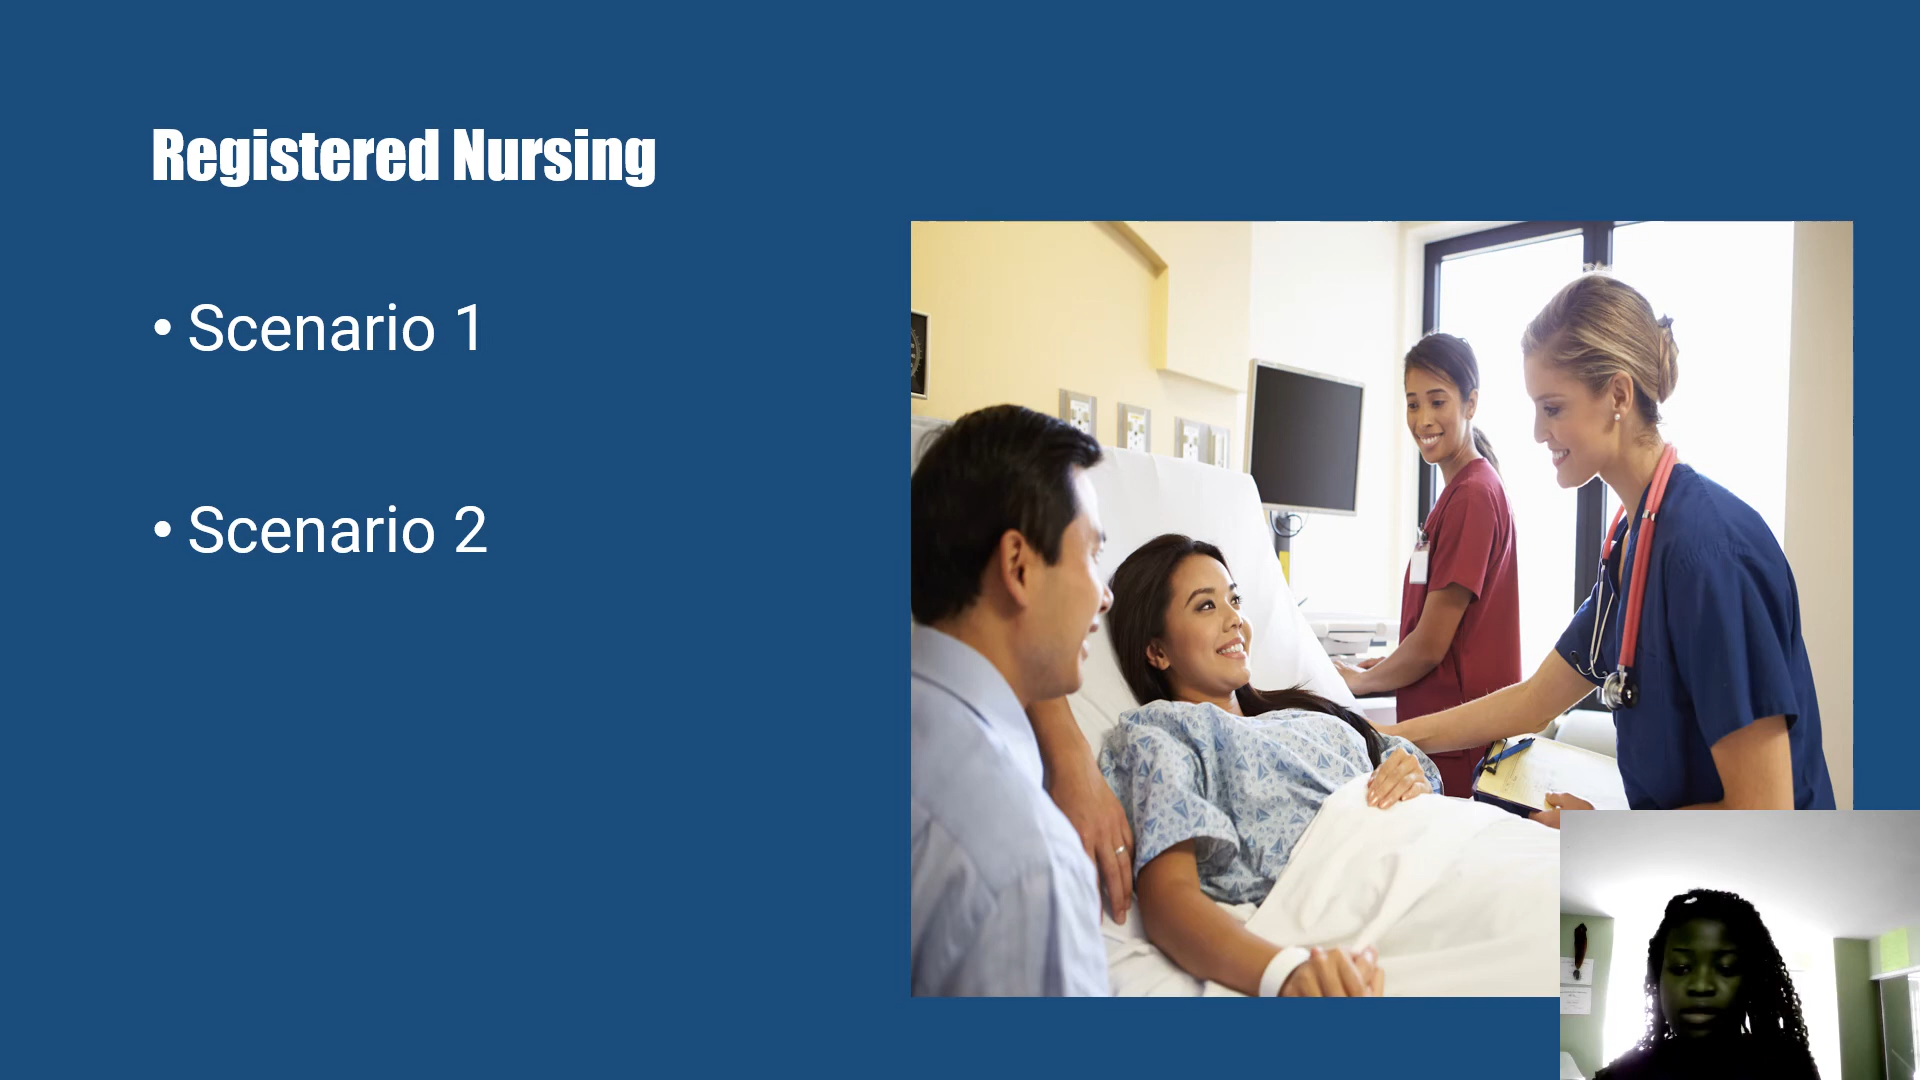 Registered Nursing
• Scenario 1
• Scenario 2